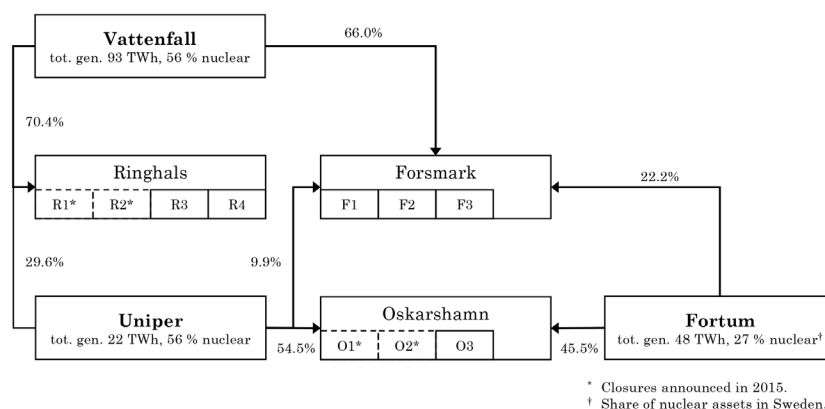 Vattenfall
tot. gen. 93 TWh, 56 % nuclear
66.0%
70.4%
Ringhals
R1* R2* R3 R4
Forsmark
F1 F2 F3
22.2%
29.6%
9.9%
Uniper
tot. gen. 22 TWh, 56 % nuclear
54.5%
Oskarshamn
O1* O2* O3
45.5%
Fortum
tot. gen. 48 TWh, 27 % nuclear†
* Closures announced in 2015.
† Share of nuclear assets in Sweden.